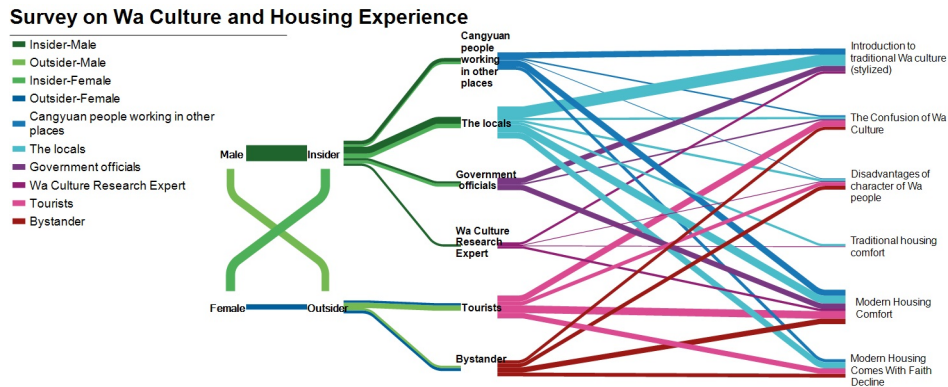 Survey on Wa Culture and Housing Experience
Insider-Male
Outsider-Male
Insider-Female
Outsider-Female
Cangyuan people working in other
places
The locals
Government officials
Wa Culture Research Expert
Tourists
Bystander
Male
Insider
Female
Outsider
Cangyuan
people
working
in other
places
The locals
Government
officials
Wa Culture
Research
Expert
Tourists
Bystander
Introduction to
traditional Wa culture
(stylized)
The Confusion of Wa
Culture
Disadvantages of
character of Wa
people
Traditional housing
comfort
Modern Housing
Comfort
Modern Housing
Comes With Faith
Decline